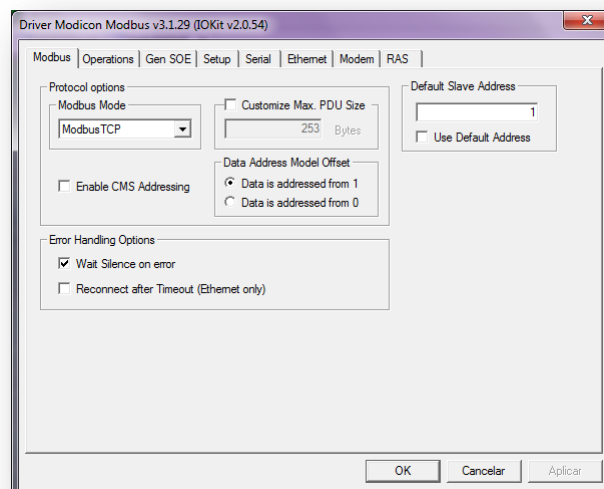 Driver Modicon Modbus v3.1.29 (IOKit v2.0.54)
Modbus Operations Gen SOE Setup Serial Ethernet Modem RAS
Protocol options
Modbus Mode
ModbusTCP
Customize Max. PDU Size
253 Bytes
Enable CMS Addressing
Data Address Model Offset
Data is addressed from 1
Data is addressed from 0
Default Slave Address
1
Use Default Address
Error Handling Options
Wait Silence on error
Reconnect after Timeout (Ethernet only)
OK Cancelar Aplicar